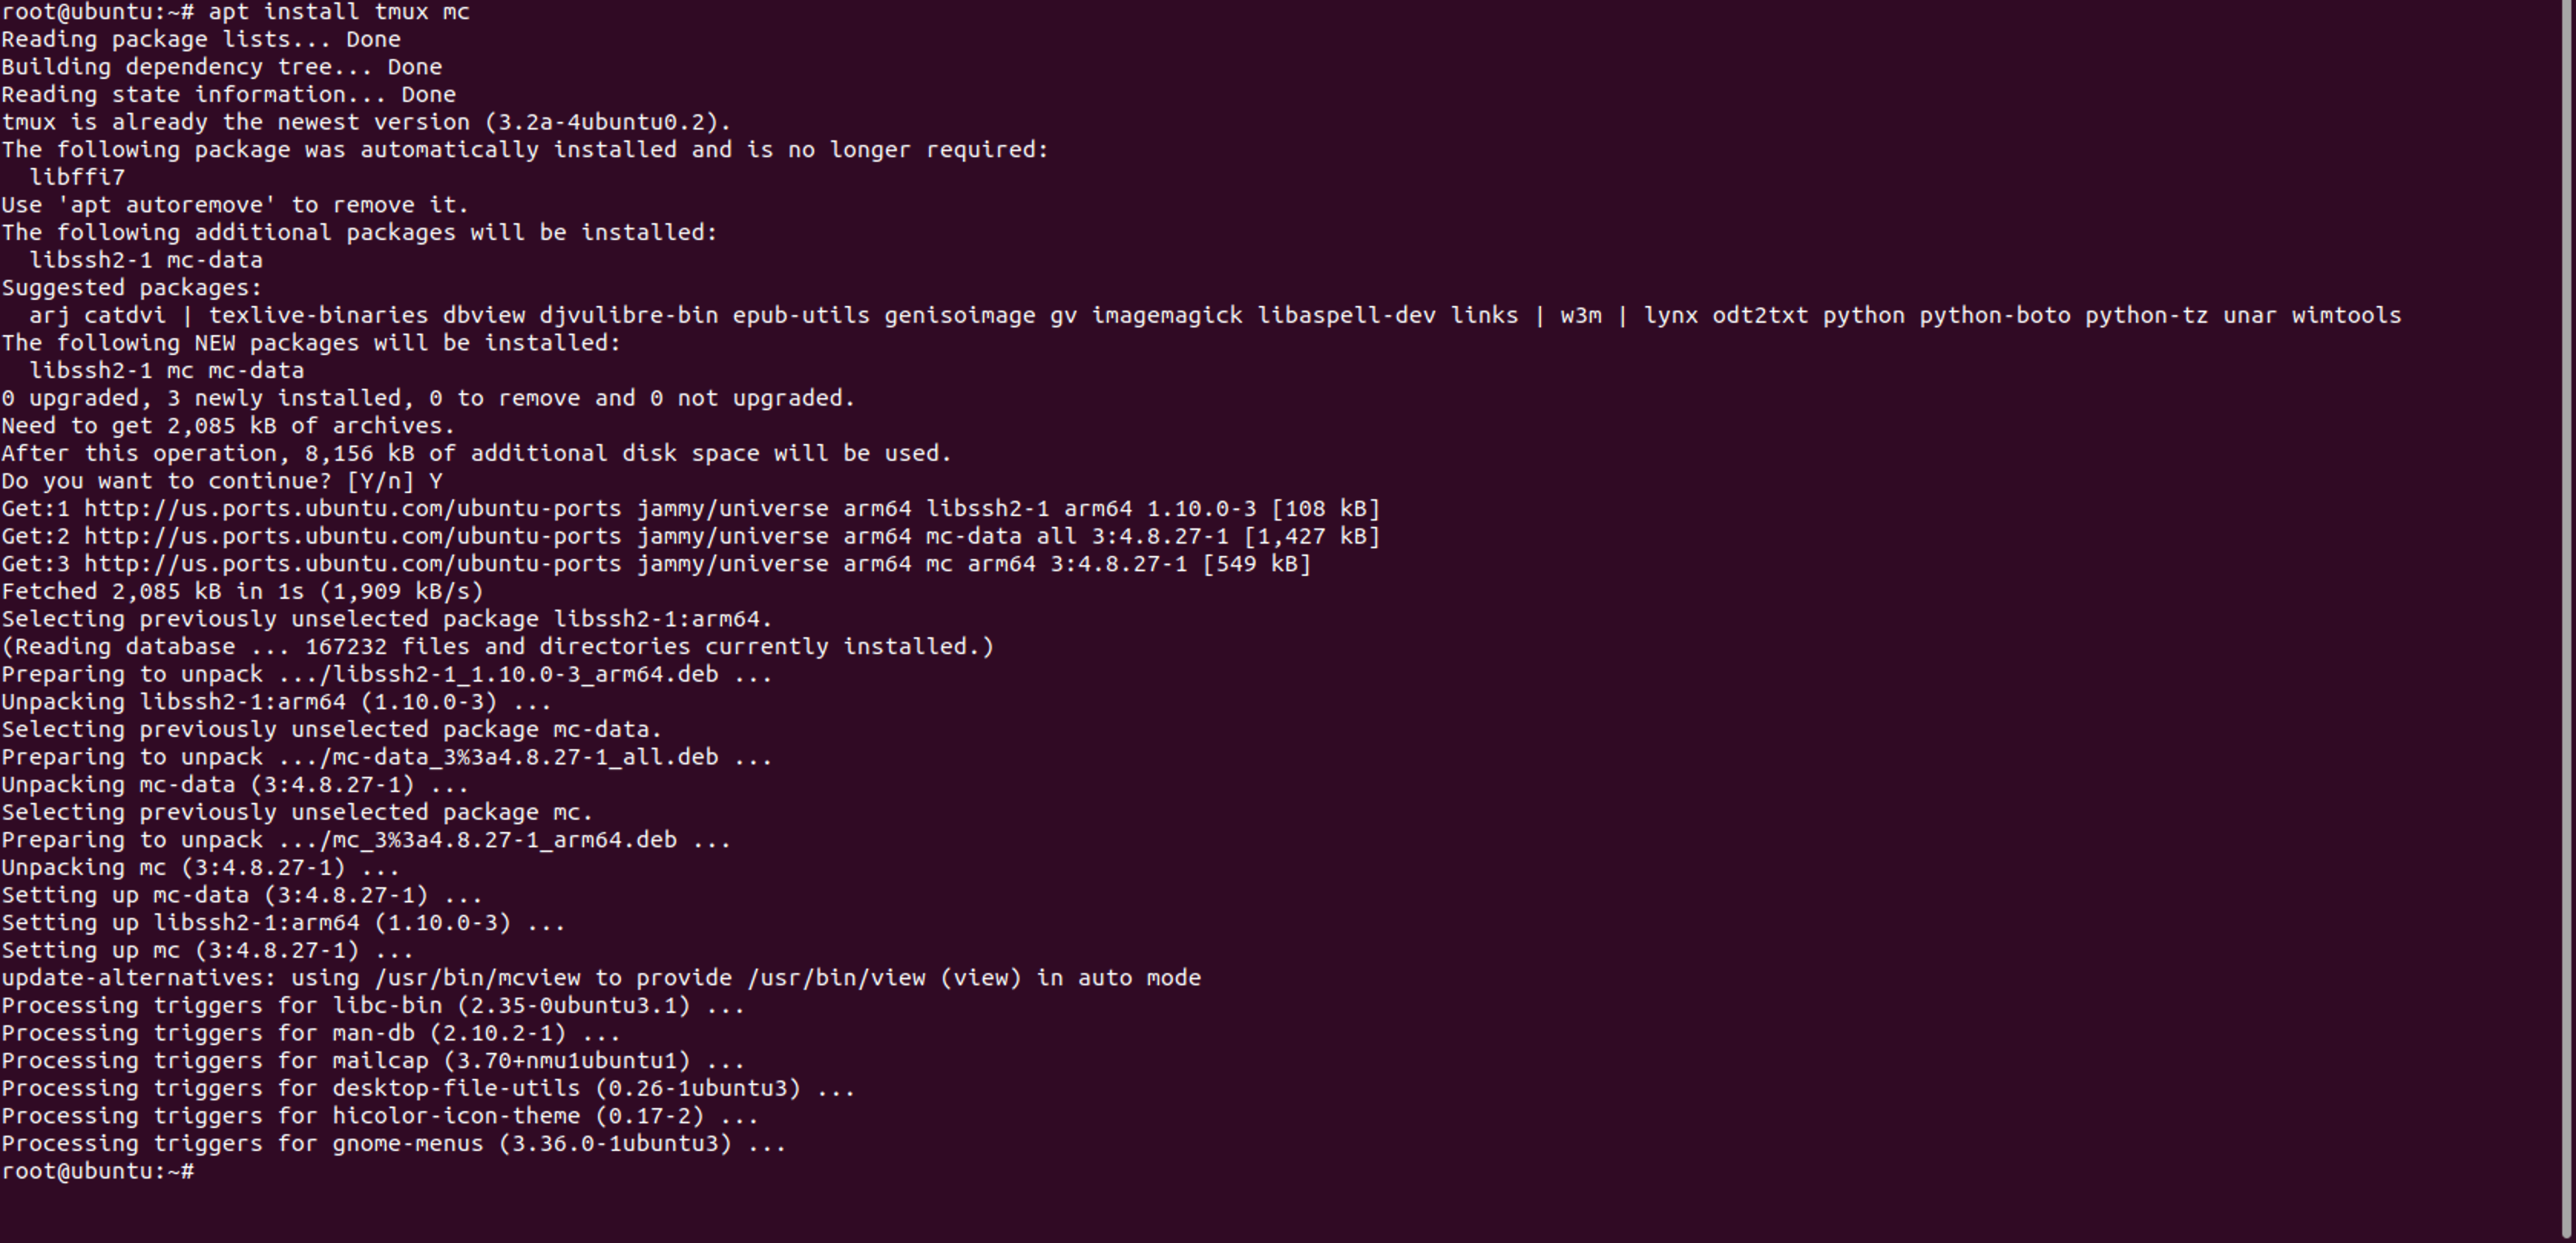 root@ubuntu:~# apt install tmux mc
Reading package lists... Done
Building dependency tree... Done
Reading state information... Done
tmux is already the newest version (3.2a-4ubuntu0.2).
The following package was automatically installed and is no longer required:
  libffi7
Use 'apt autoremove' to remove it.
The following additional packages will be installed:
  libssh2-1 mc-data
Suggested packages:
  arj catdvi | texlive-binaries dbview djvulibre-bin epub-utils genisoimage gv imagemagick libaspell-dev links | w3m | lynx odt2txt python python-boto python-tz unar wimtools
The following NEW packages will be installed:
  libssh2-1 mc mc-data
0 upgraded, 3 newly installed, 0 to remove and 0 not upgraded.
Need to get 2,085 kB of archives.
After this operation, 8,156 kB of additional disk space will be used.
Do you want to continue? [Y/n] Y
Get:1 http://us.ports.ubuntu.com/ubuntu-ports jammy/universe arm64 libssh2-1 arm64 1.10.0-3 [108 kB]
Get:2 http://us.ports.ubuntu.com/ubuntu-ports jammy/universe arm64 mc-data all 3:4.8.27-1 [1,427 kB]
Get:3 http://us.ports.ubuntu.com/ubuntu-ports jammy/universe arm64 mc arm64 3:4.8.27-1 [549 kB]
Fetched 2,085 kB in 1s (1,909 kB/s)
Selecting previously unselected package libssh2-1:arm64.
(Reading database ... 167232 files and directories currently installed.)
Preparing to unpack .../libssh2-1_1.10.0-3_arm64.deb ...
Unpacking libssh2-1:arm64 (1.10.0-3) ...
Selecting previously unselected package mc-data.
Preparing to unpack .../mc-data_3%3a4.8.27-1_all.deb ...
Unpacking mc-data (3:4.8.27-1) ...
Selecting previously unselected package mc.
Preparing to unpack .../mc_3%3a4.8.27-1_arm64.deb ...
Unpacking mc (3:4.8.27-1) ...
Setting up mc-data (3:4.8.27-1) ...
Setting up libssh2-1:arm64 (1.10.0-3) ...
Setting up mc (3:4.8.27-1) ...
update-alternatives: using /usr/bin/mcview to provide /usr/bin/view (view) in auto mode
Processing triggers for libc-bin (2.35-0ubuntu3.1) ...
Processing triggers for man-db (2.10.2-1) ...
Processing triggers for mailcap (3.70+nmu1ubuntu1) ...
Processing triggers for desktop-file-utils (0.26-1ubuntu3) ...
Processing triggers for hicolor-icon-theme (0.17-2) ...
Processing triggers for gnome-menus (3.36.0-1ubuntu3) ...
root@ubuntu:~#